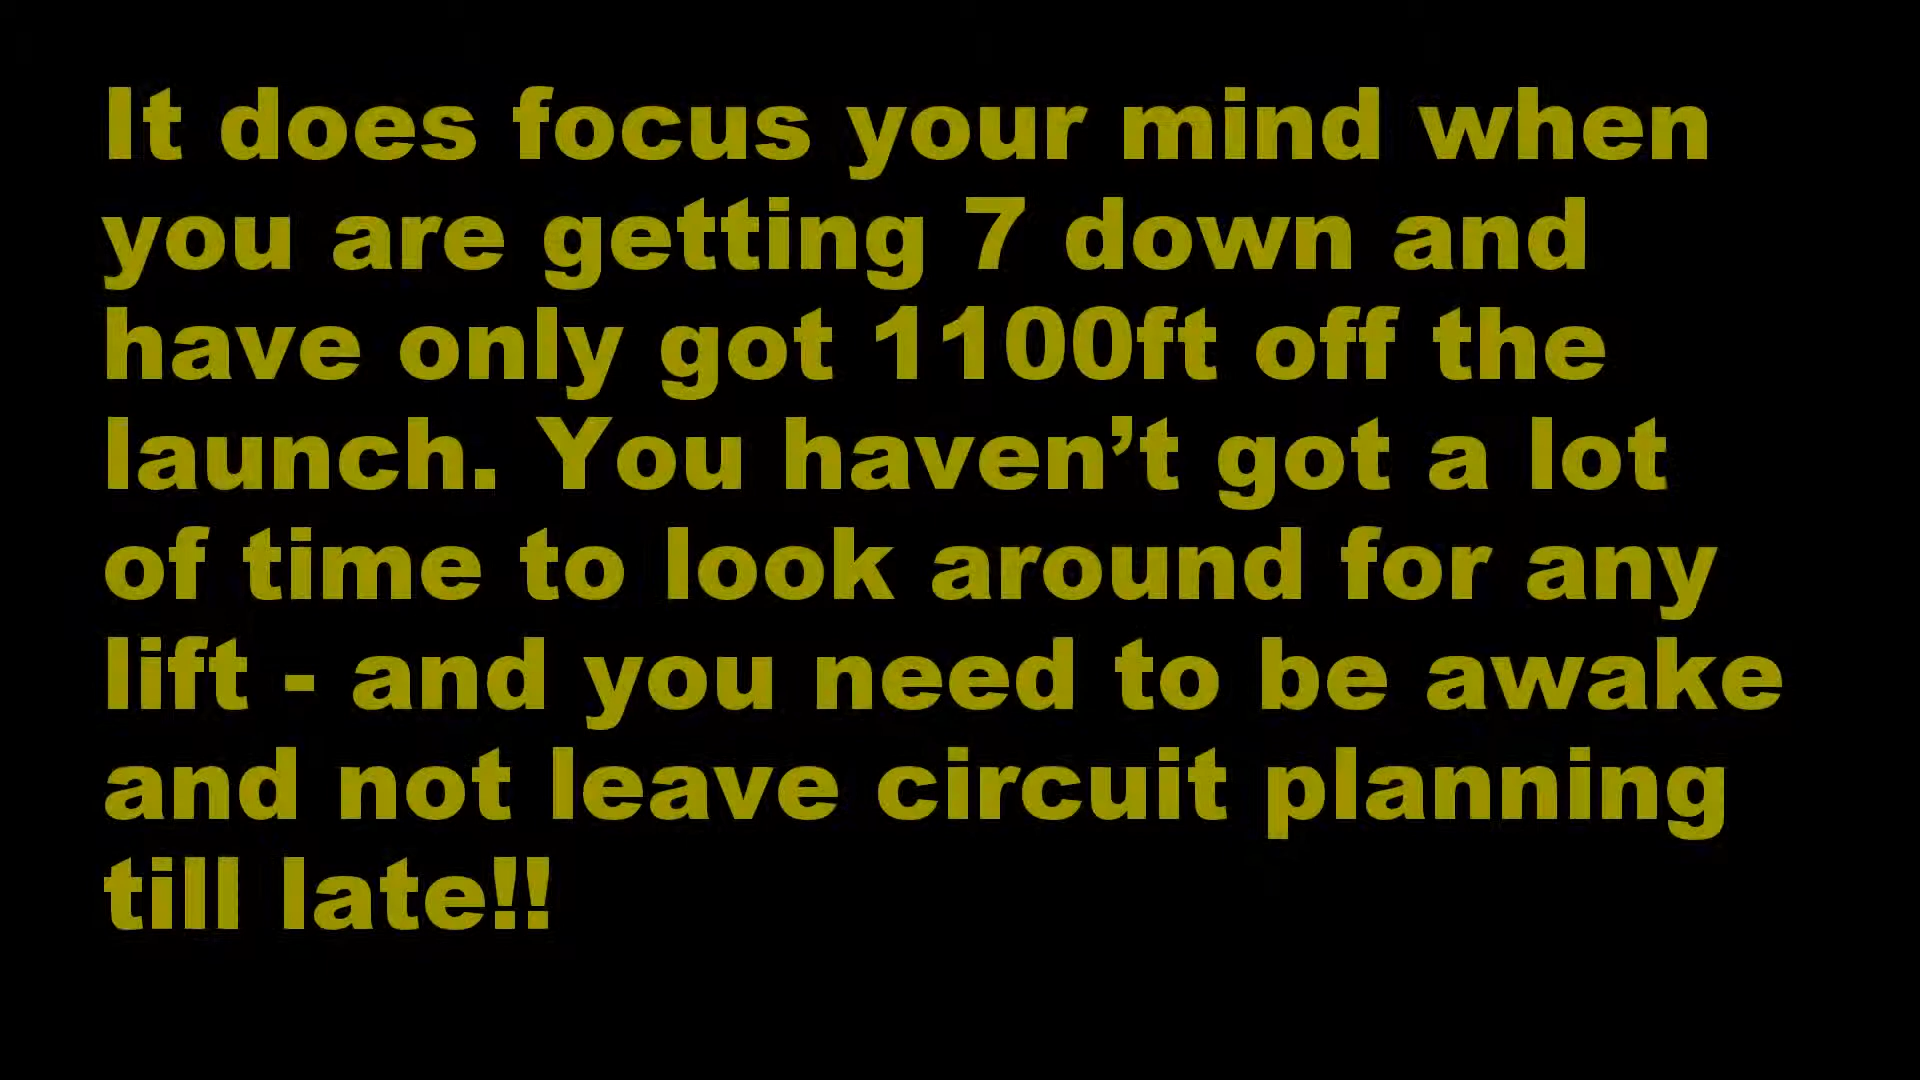 It does focus your mind when
you are getting 7 down and
have only got 1100ft off the
launch. You haven’t got a lot
of time to look around for any
lift - and you need to be awake
and not leave circuit planning
till late!!